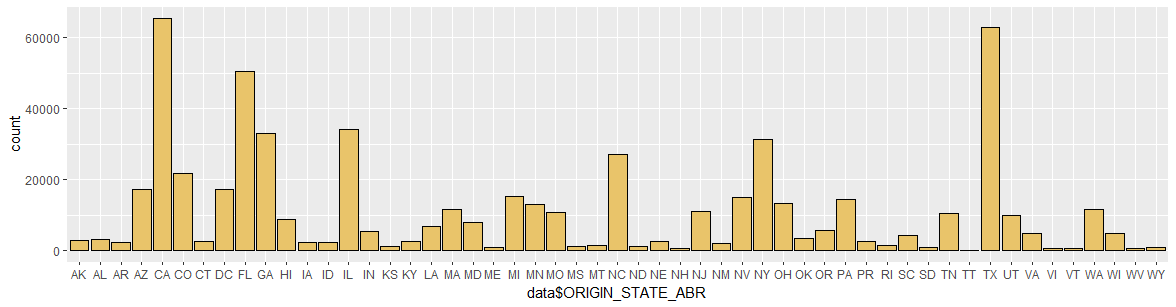 60000
40000
20000
0
count
AK AL AR AZ CA CO CT DC FL GA HI IA ID IL IN KS KY LA MA MD ME MI MN MO MS MT NC ND NE NH NJ NM NV NY OH OK OR PA PR RI SC SD TN TT TX UT VA VI VT WA WI WV WY
data$ORIGIN_STATE_ABR